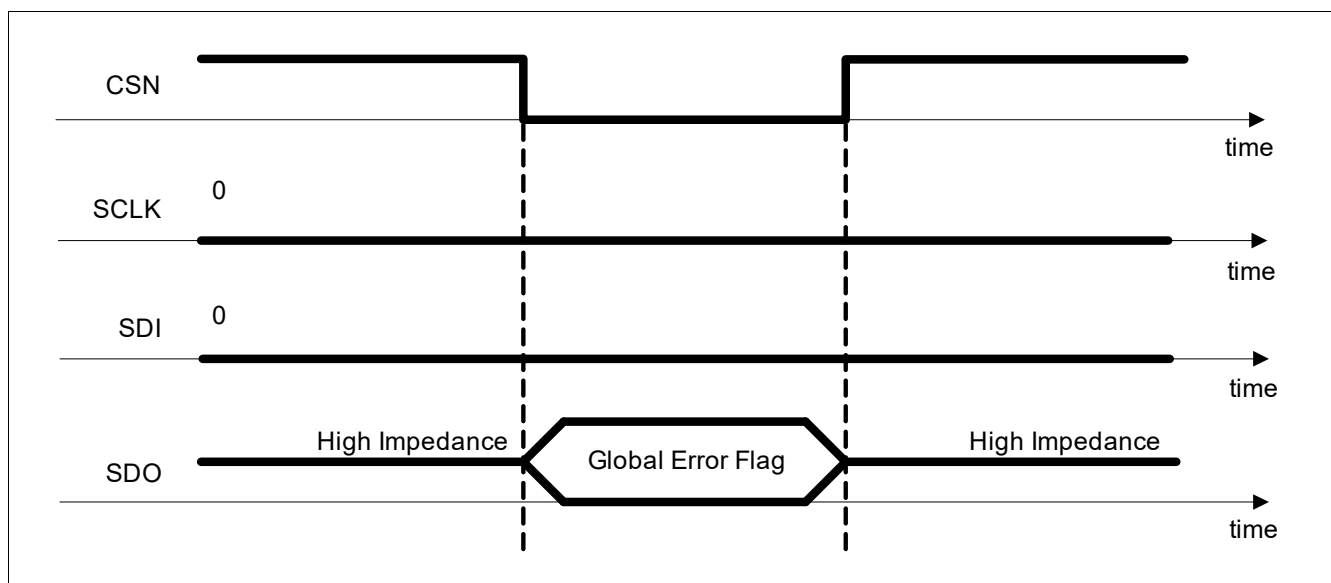 CSN
time
0
SCLK
time
0
SDI
time
High Impedance
Global Error Flag
High Impedance
SDO
time